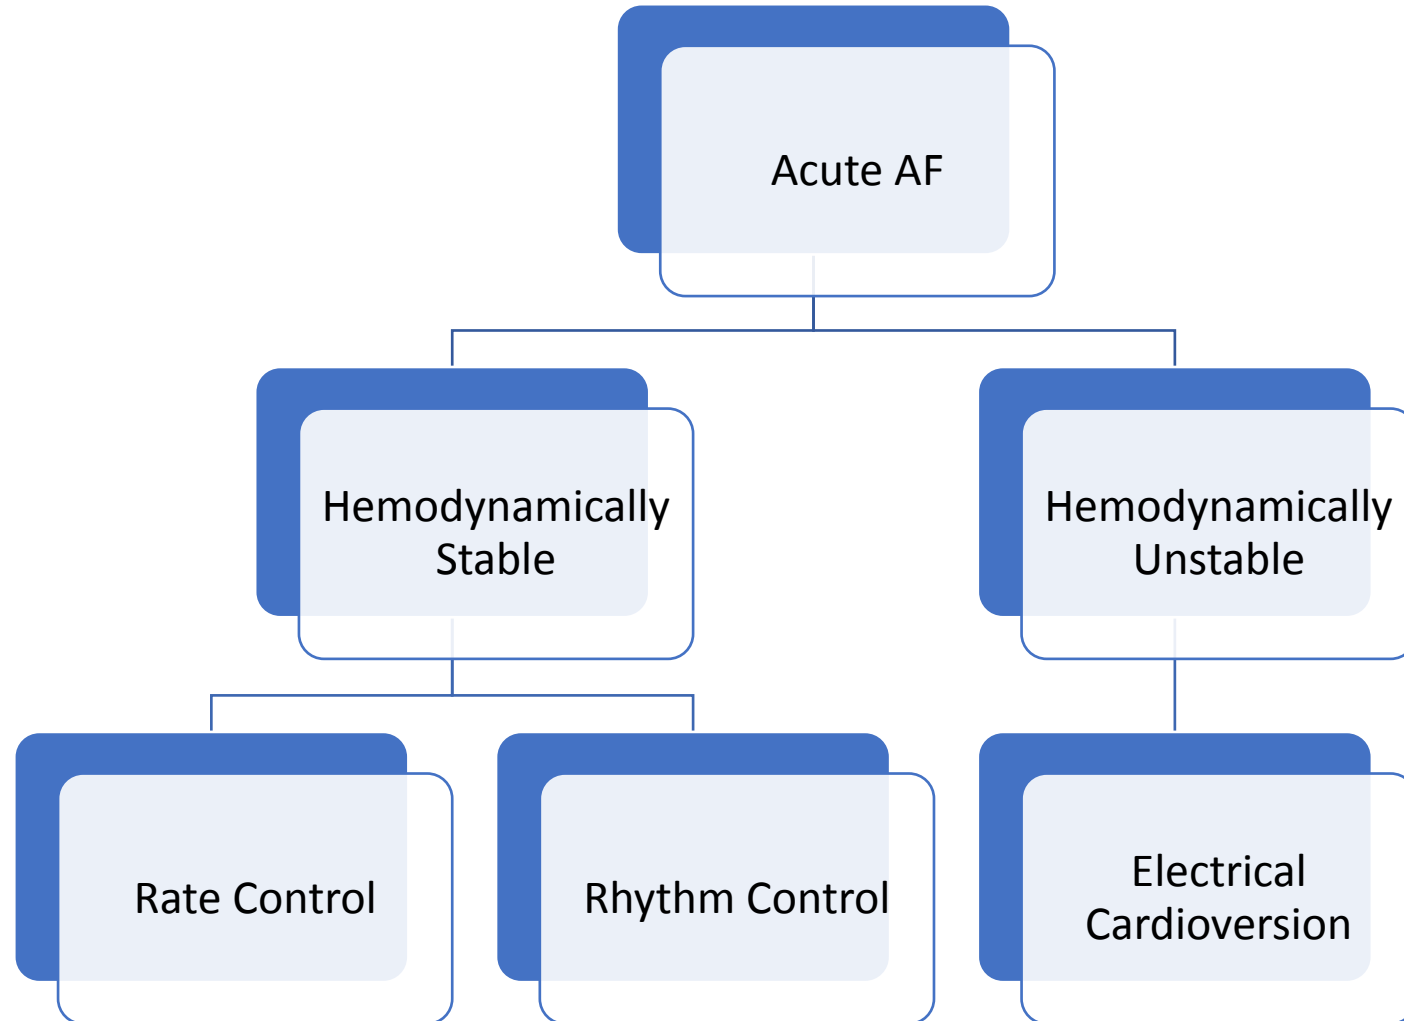 Acute AF
Hemodynamically
Stable
Hemodynamically
Unstable
Rate Control
Rhythm Control
Electrical
Cardioversion